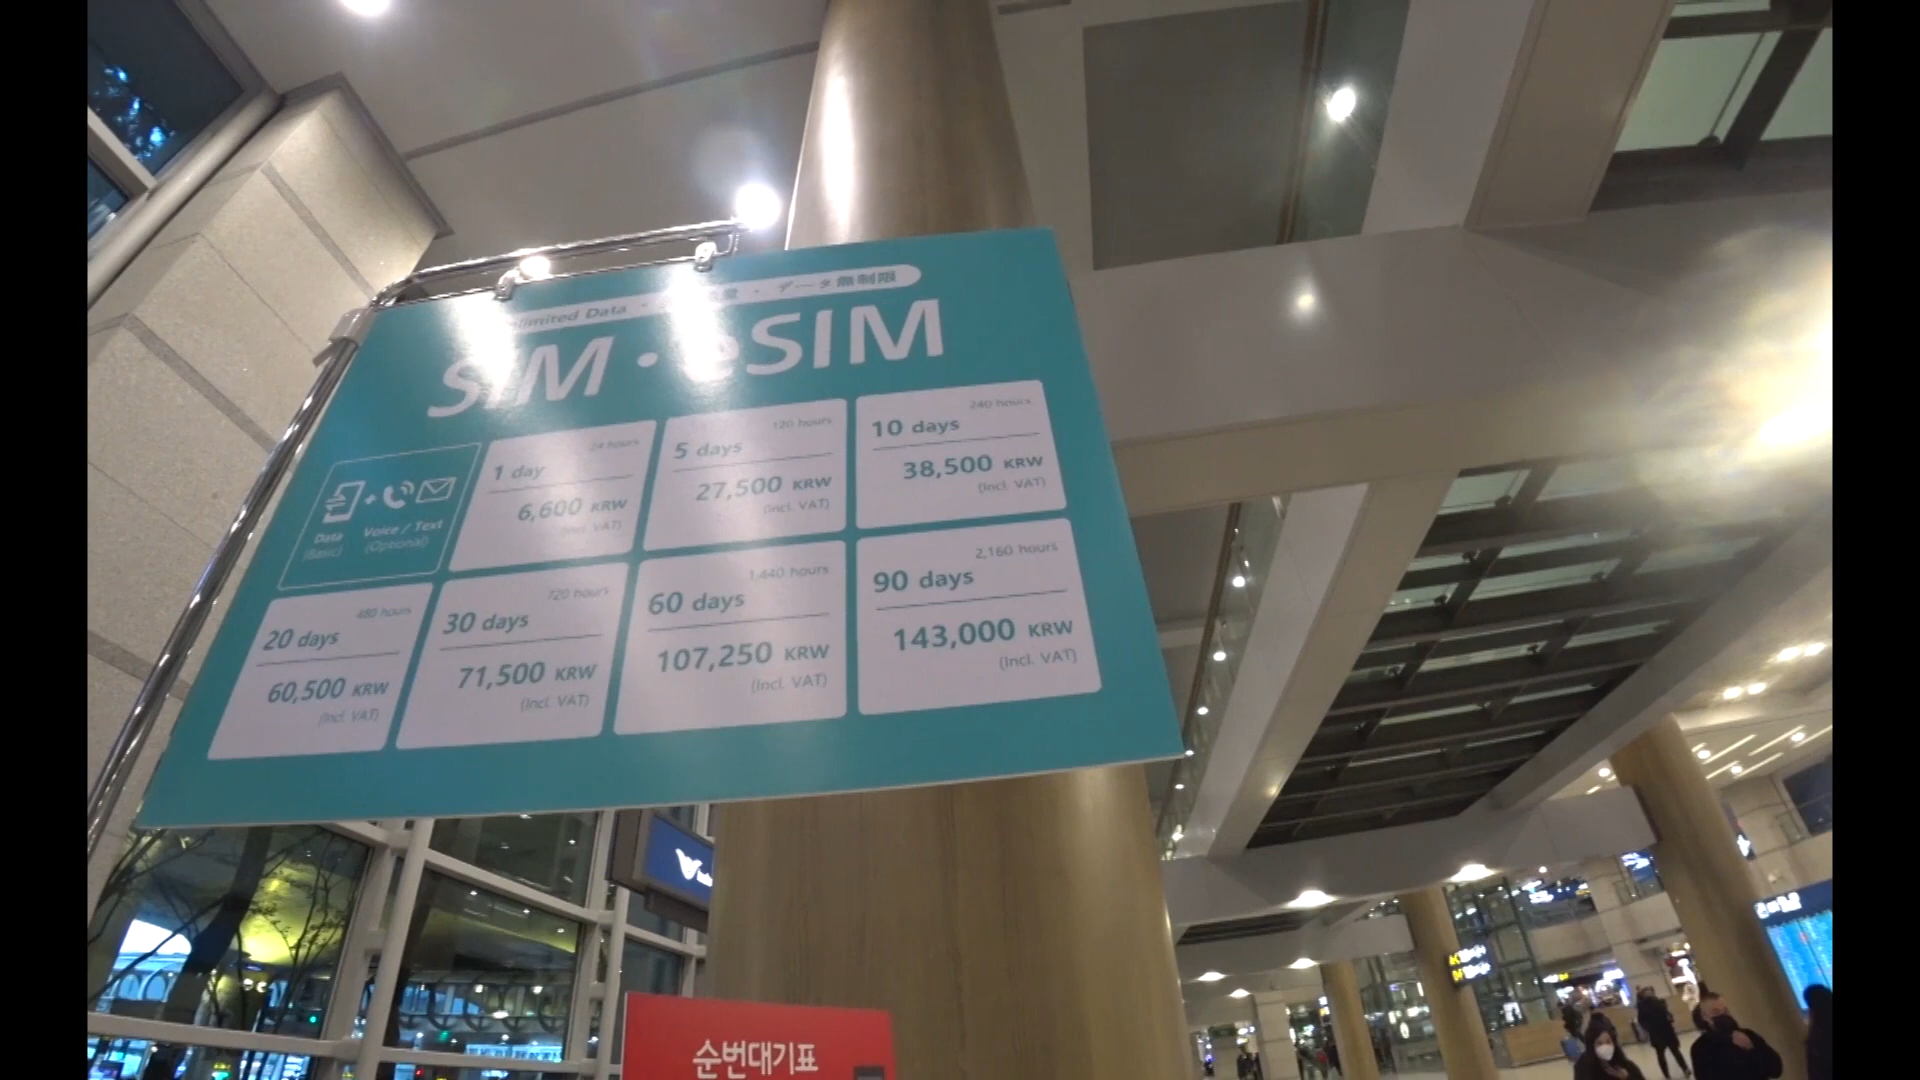 Unlimited Data · 量 · データ無制限
SIM · eSIM
Data
(Basic)
Voice / Text
(Optional)
24 hours
1 day
6,600 KRW
(Incl. VAT)
120 hours
5 days
27,500 KRW
(Incl. VAT)
240 hours
10 days
38,500 KRW
(Incl. VAT)
480 hours
20 days
60,500 KRW
(Incl. VAT)
720 hours
30 days
71,500 KRW
(Incl. VAT)
1,440 hours
60 days
107,250 KRW
(Incl. VAT)
2,160 hours
90 days
143,000 KRW
(Incl. VAT)
순번대기표